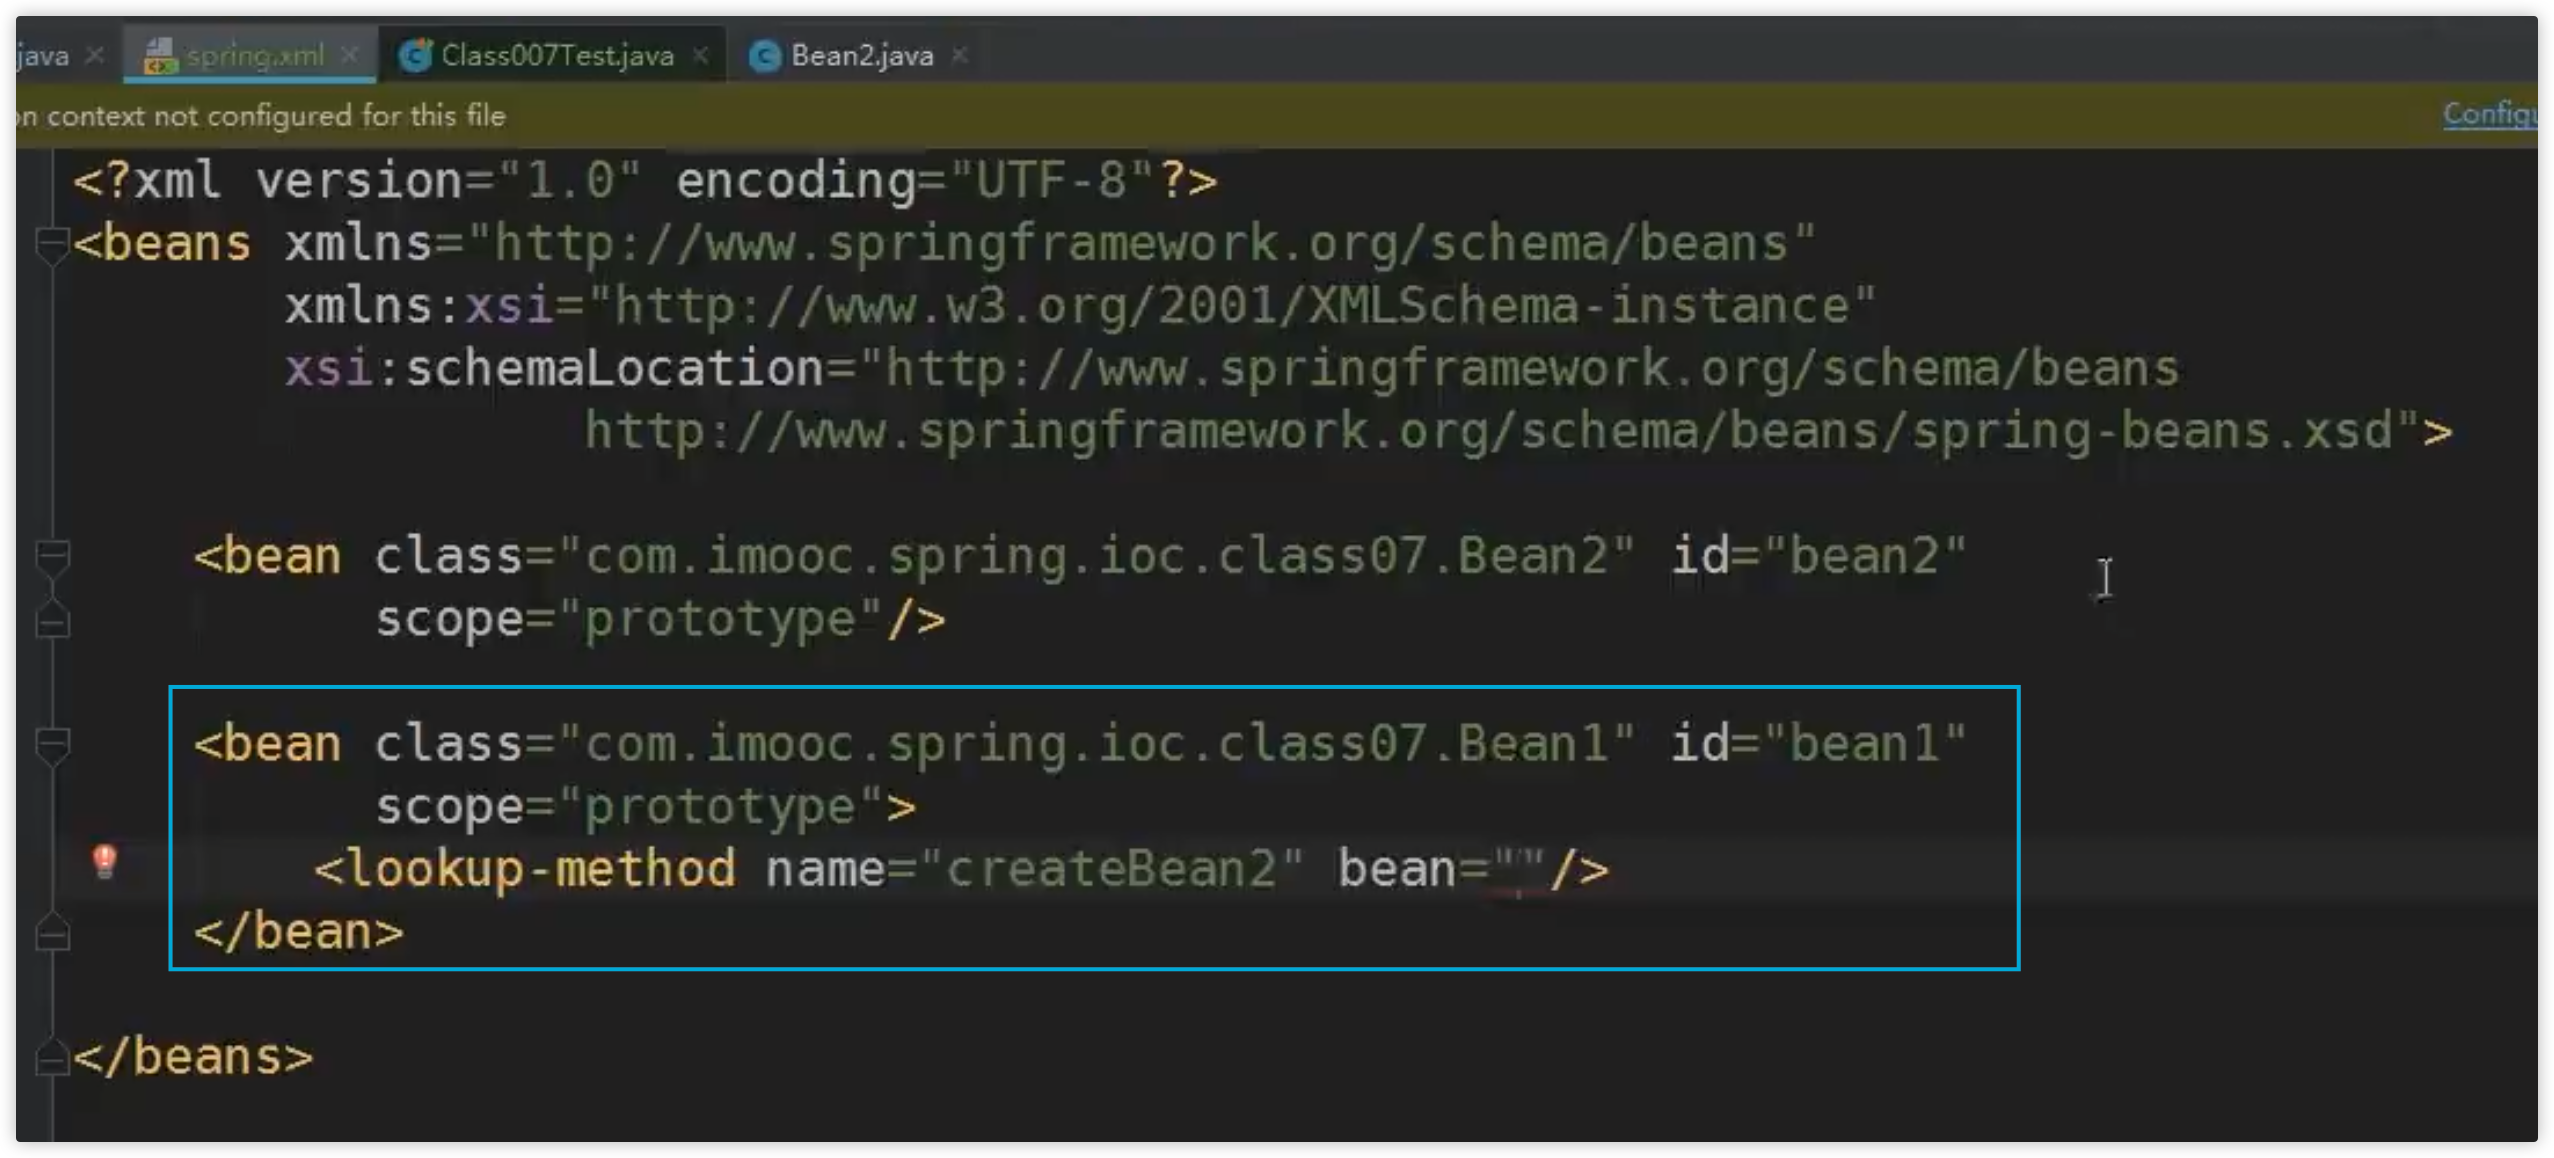 java spring.xml Class007Test.java Bean2.java
on context not configured for this file
<?xml version="1.0" encoding="UTF-8"?>
<beans xmlns="http://www.springframework.org/schema/beans"
xmlns:xsi="http://www.w3.org/2001/XMLSchema-instance"
xsi:schemaLocation="http://www.springframework.org/schema/beans
http://www.springframework.org/schema/beans/spring-beans.xsd">
<bean class="com.imooc.spring.ioc.class07.Bean2" id="bean2"
scope="prototype"/>
<bean class="com.imooc.spring.ioc.class07.Bean1" id="bean1"
scope="prototype">
<lookup-method name="createBean2" bean=""/>
</bean>
</beans>